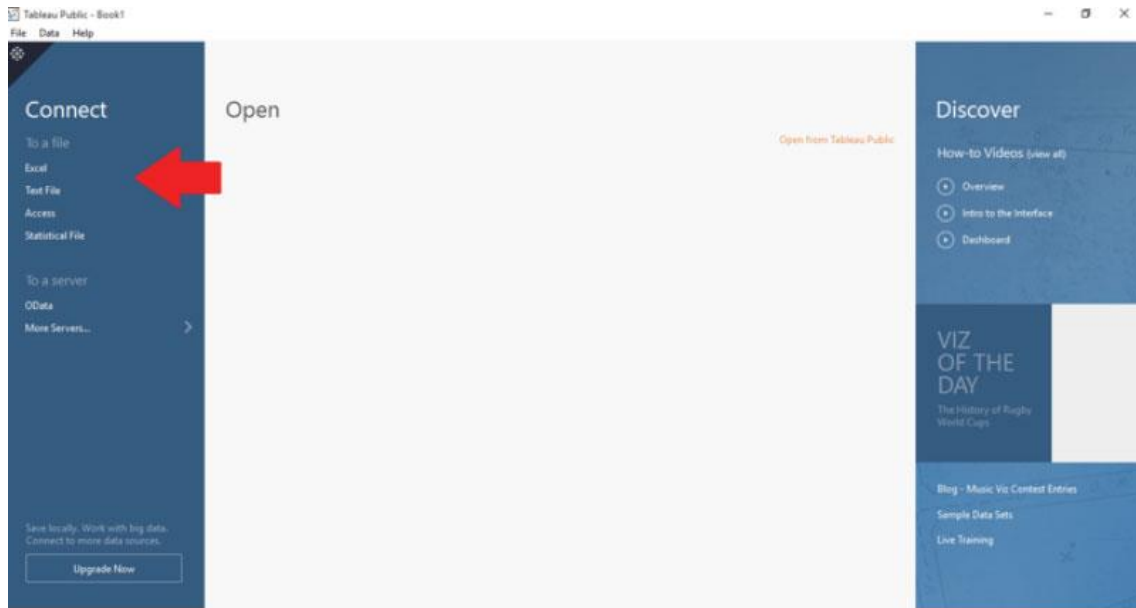 Tableau Public - Book1
File Data Help
Connect
To a file
Excel
Text File
Access
Statistical File
To a server
OData
More Servers...
Save locally. Work with big data.
Connect to more data sources.
Upgrade Now
Open
Open from Tableau Public
Discover
How-to Videos (view all)
Overview
Intro to the Interface
Dashboard
VIZ
OF THE
DAY
The History of Rugby
World Cups
Blog - Music Viz Contest Entries
Sample Data Sets
Live Training